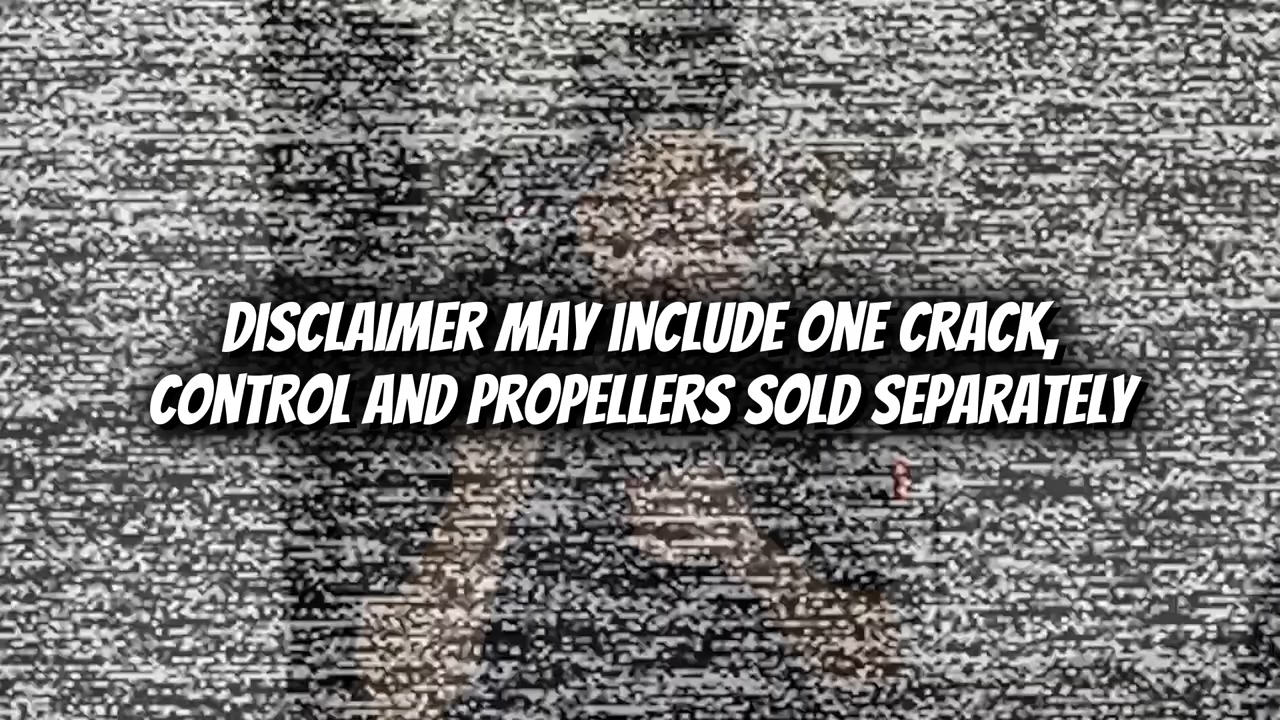 DISCLAIMER MAY INCLUDE ONE CRACK,
CONTROL AND PROPELLERS SOLD SEPARATELY